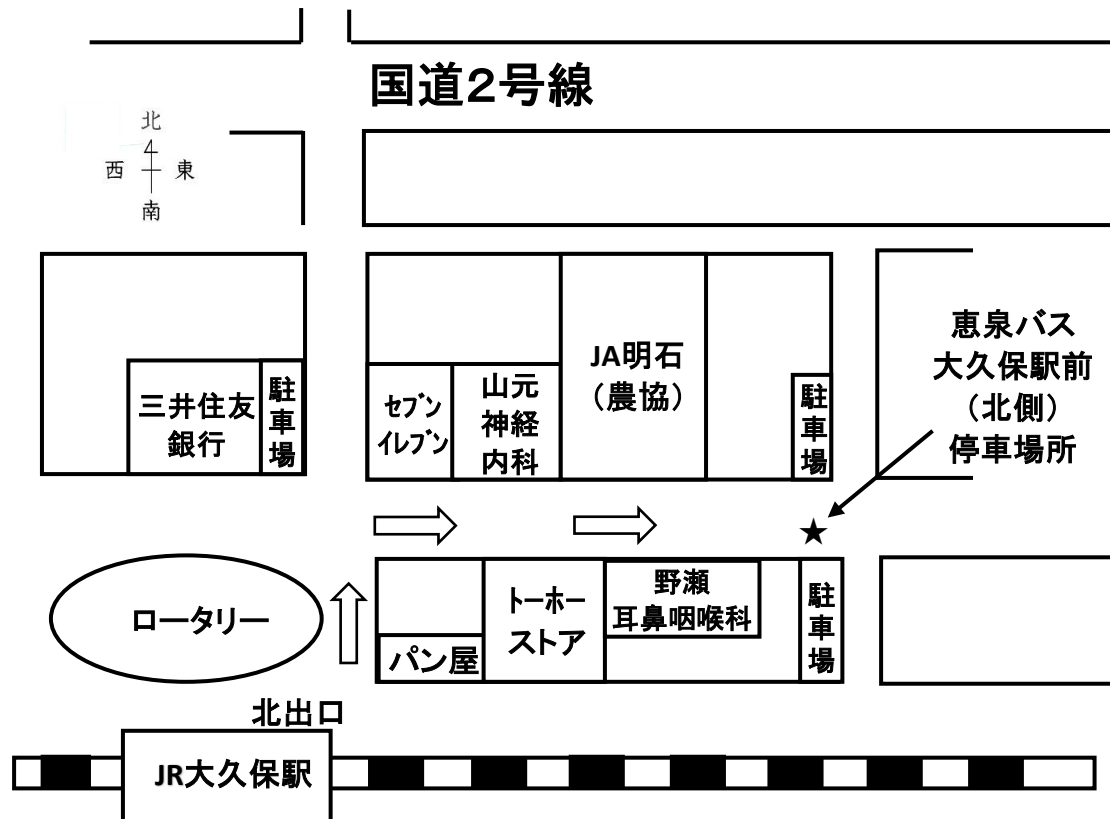 国道２号線
北
西 東
南
恵泉バス
大久保駅前
（北側）
停車場所
JA明石
（農協）
三井住友
銀行
駐車場
セブン
イレブン
山元
神経
内科
駐車場
★
ロータリー
パン屋
トーホー
ストア
野瀬
耳鼻咽喉科
駐車場
北出口
JR大久保駅